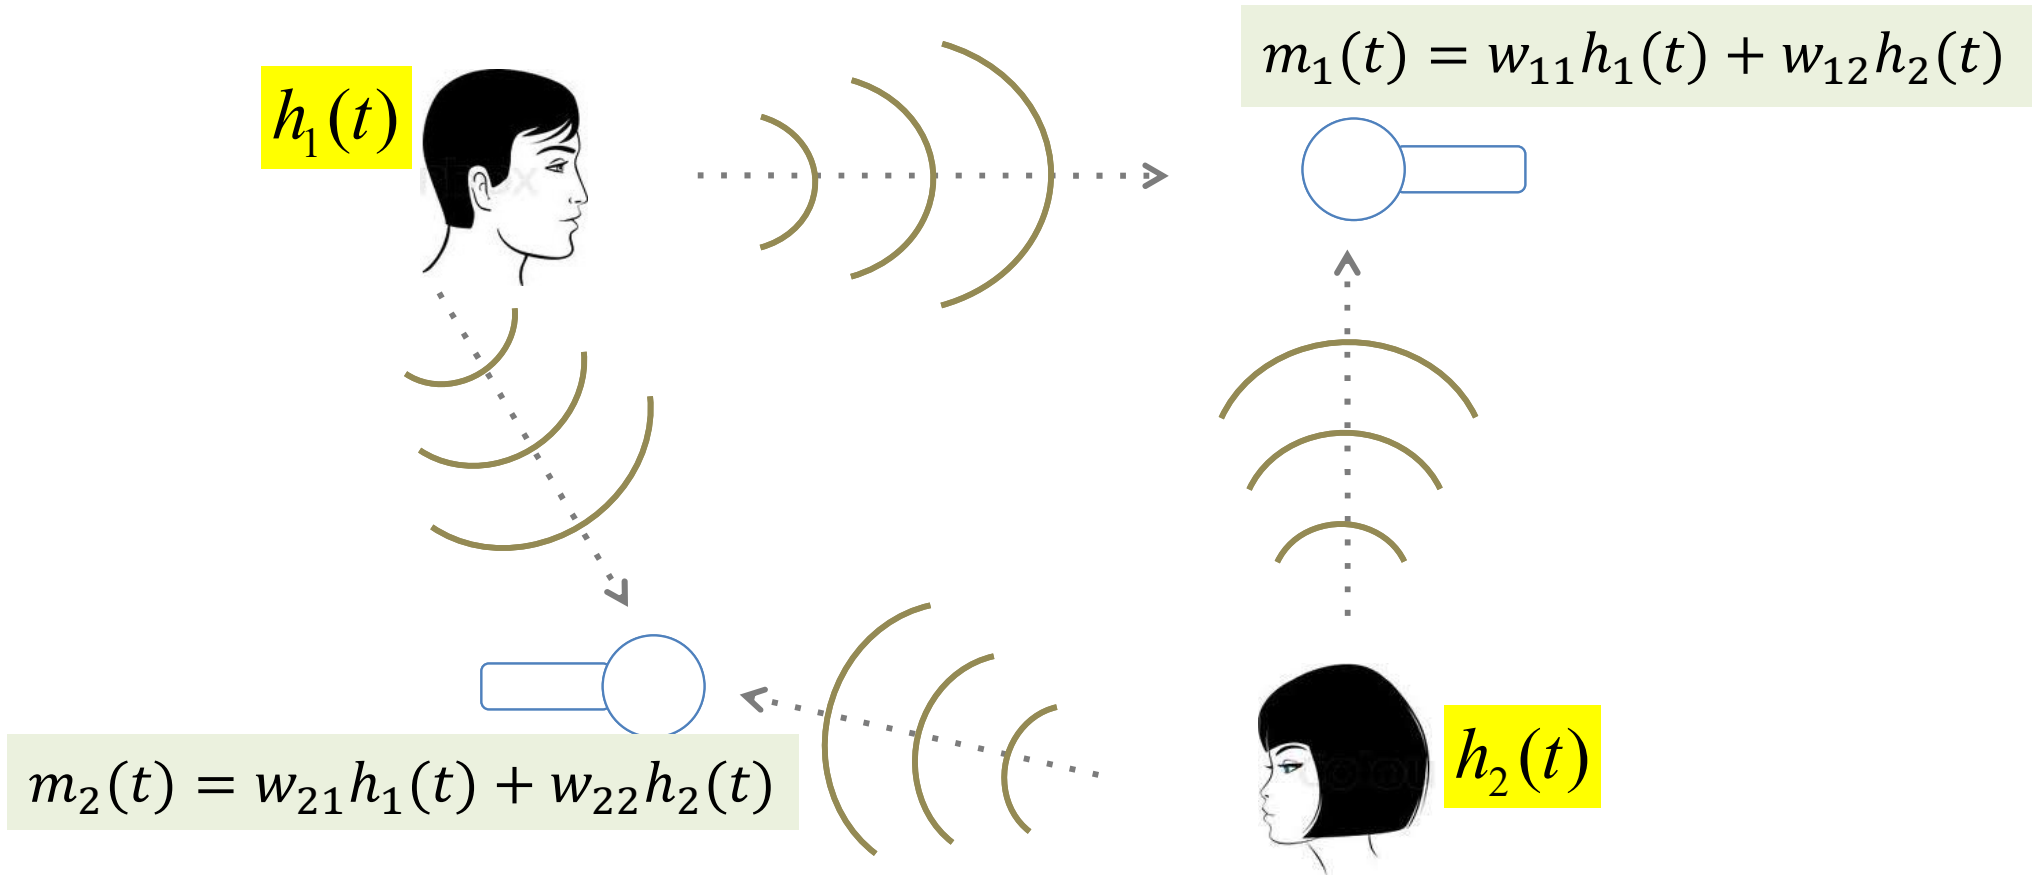 m₁(t) = w₁₁h₁(t) + w₁₂h₂(t)
h₁(t)
m₂(t) = w₂₁h₁(t) + w₂₂h₂(t)
h₂(t)